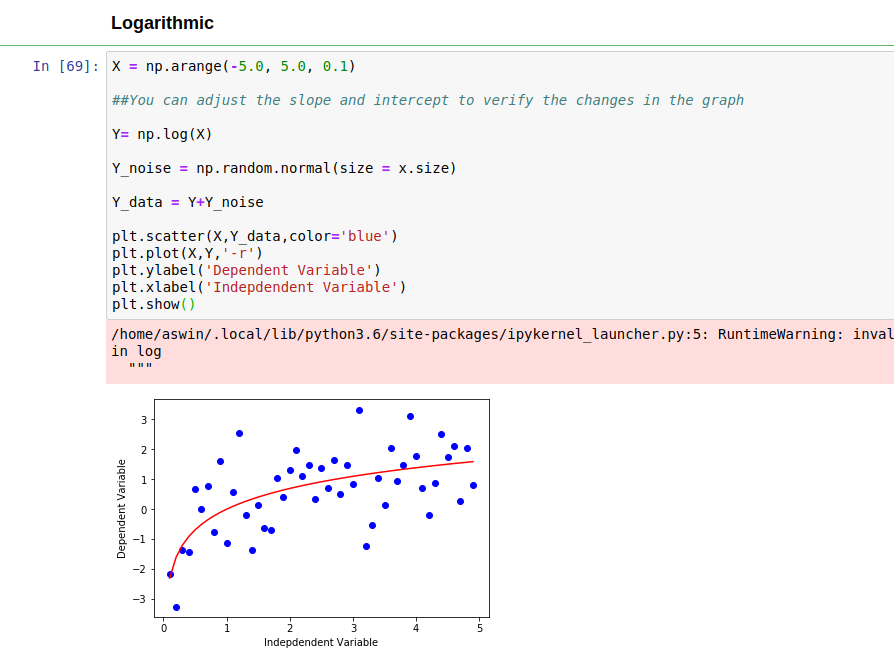 Logarithmic
In [69]: X = np.arange(-5.0, 5.0, 0.1)
##You can adjust the slope and intercept to verify the changes in the graph
Y= np.log(X)
Y_noise = np.random.normal(size = x.size)
Y_data = Y+Y_noise
plt.scatter(X,Y_data,color='blue')
plt.plot(X,Y,'-r')
plt.ylabel('Dependent Variable')
plt.xlabel('Indepdendent Variable')
plt.show()
/home/aswin/.local/lib/python3.6/site-packages/ipykernel_launcher.py:5: RuntimeWarning: inval
in log
"""
3
2
1
0
−1
−2
−3
Dependent Variable
0 1 2 3 4 5
Indepdendent Variable